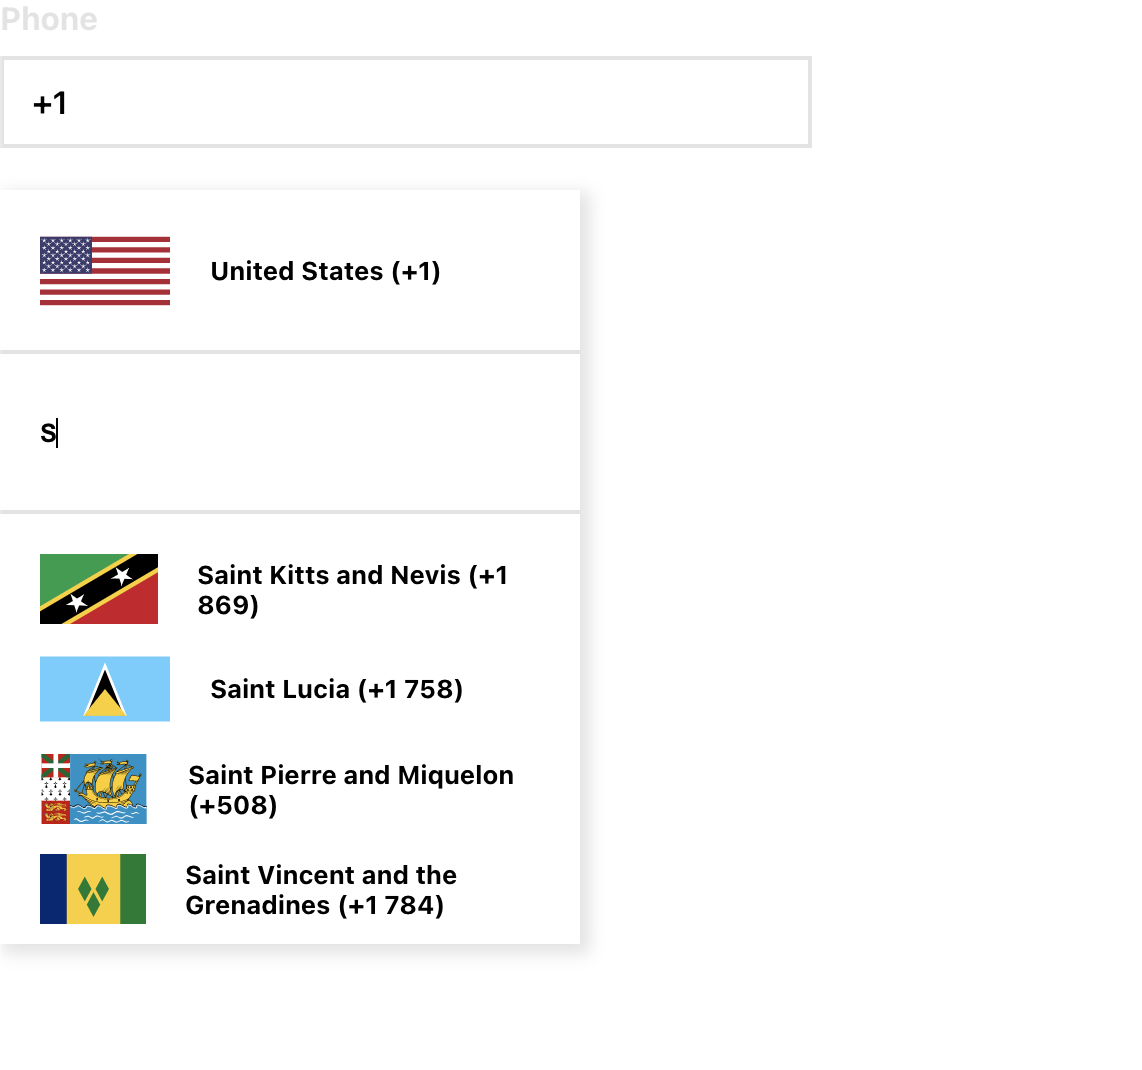 Phone
+1
United States (+1)
S
Saint Kitts and Nevis (+1
869)
Saint Lucia (+1 758)
Saint Pierre and Miquelon
(+508)
Saint Vincent and the
Grenadines (+1 784)